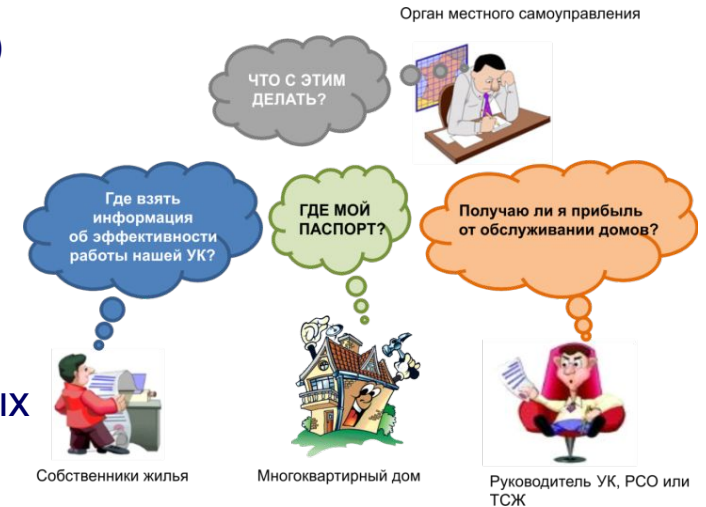 Орган местного самоуправления
)
ЧТО С ЭТИМ
ДЕЛАТЬ?
Где взять
информация
об эффективности
работы нашей УК?
ГДЕ МОЙ
ПАСПОРТ?
Получаю ли я прибыль
от обслуживании домов?
ых
Собственники жилья
Многоквартирный дом
Руководитель УК, РСО или
ТСЖ